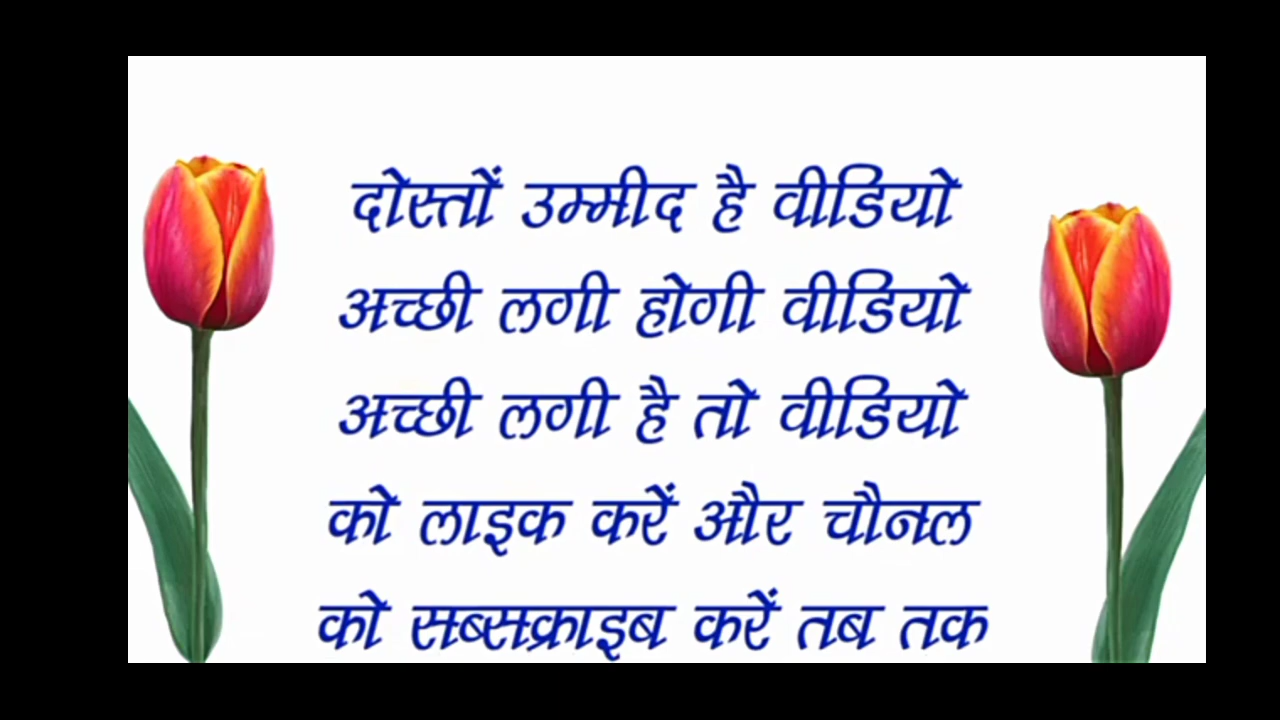 दोस्तों उम्मीद है वीडियो
अच्छी लगी होगी वीडियो
अच्छी लगी है तो वीडियो
को लाइक करें और चौनल
को सब्सक्राइब करें तब तक